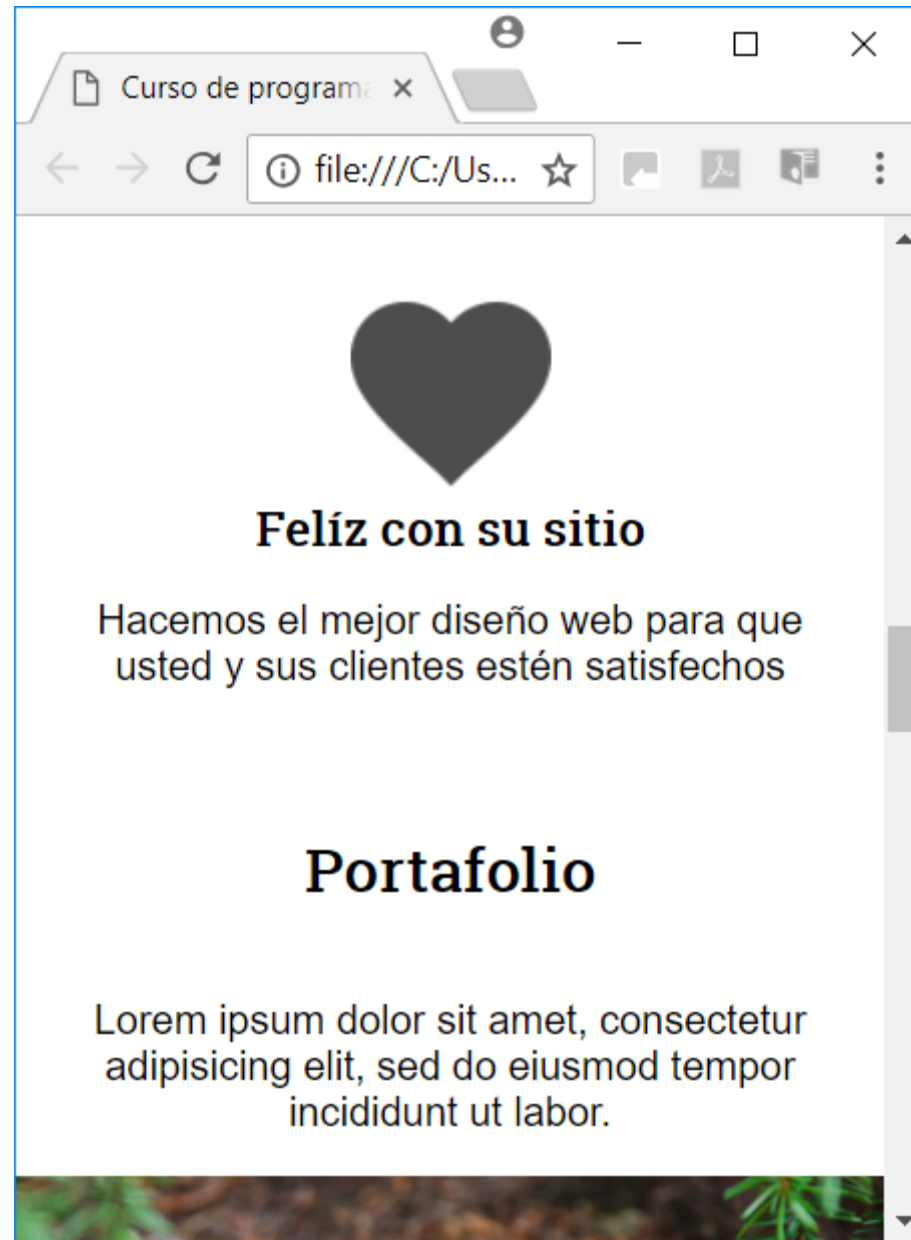 Curso de programa
file:///C:/Us...
Felíz con su sitio
Hacemos el mejor diseño web para que
usted y sus clientes estén satisfechos
Portafolio
Lorem ipsum dolor sit amet, consectetur
adipisicing elit, sed do eiusmod tempor
incididunt ut labor.